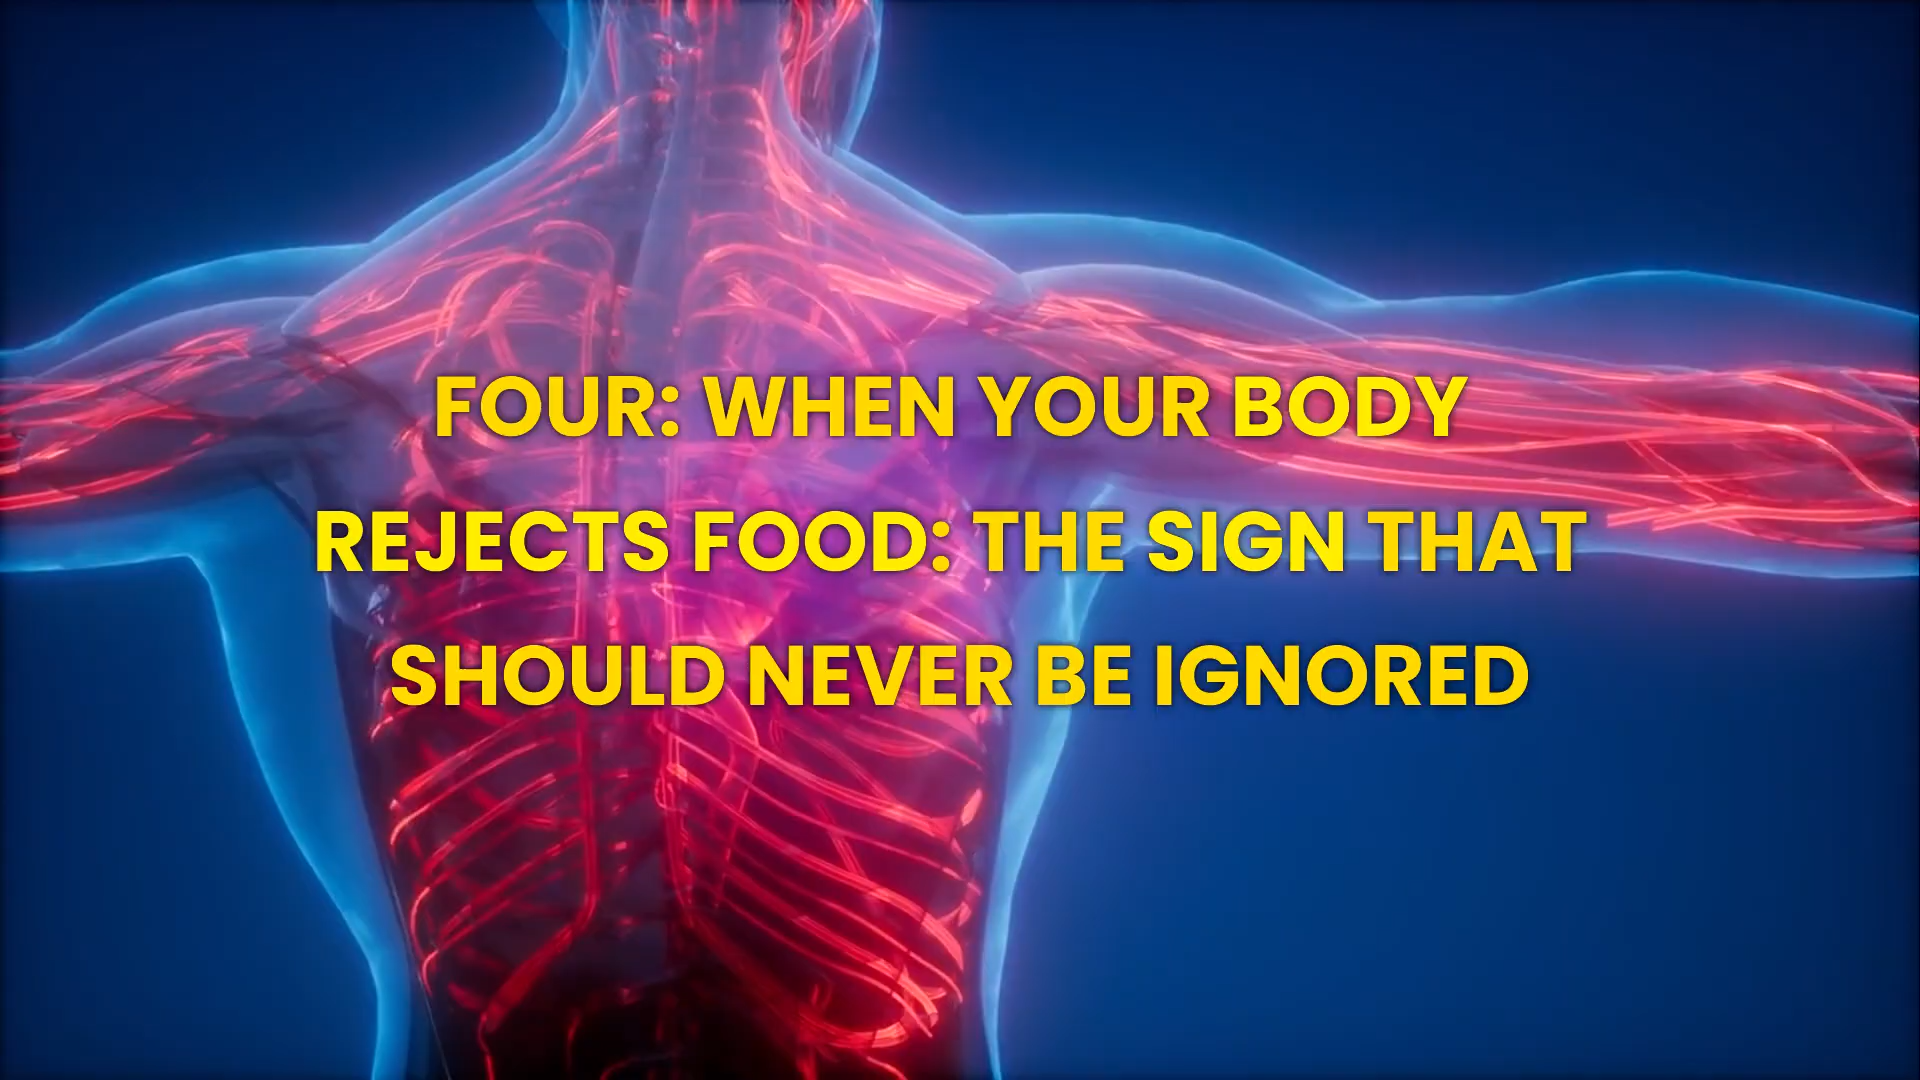 FOUR: WHEN YOUR BODY
REJECTS FOOD: THE SIGN THAT
SHOULD NEVER BE IGNORED